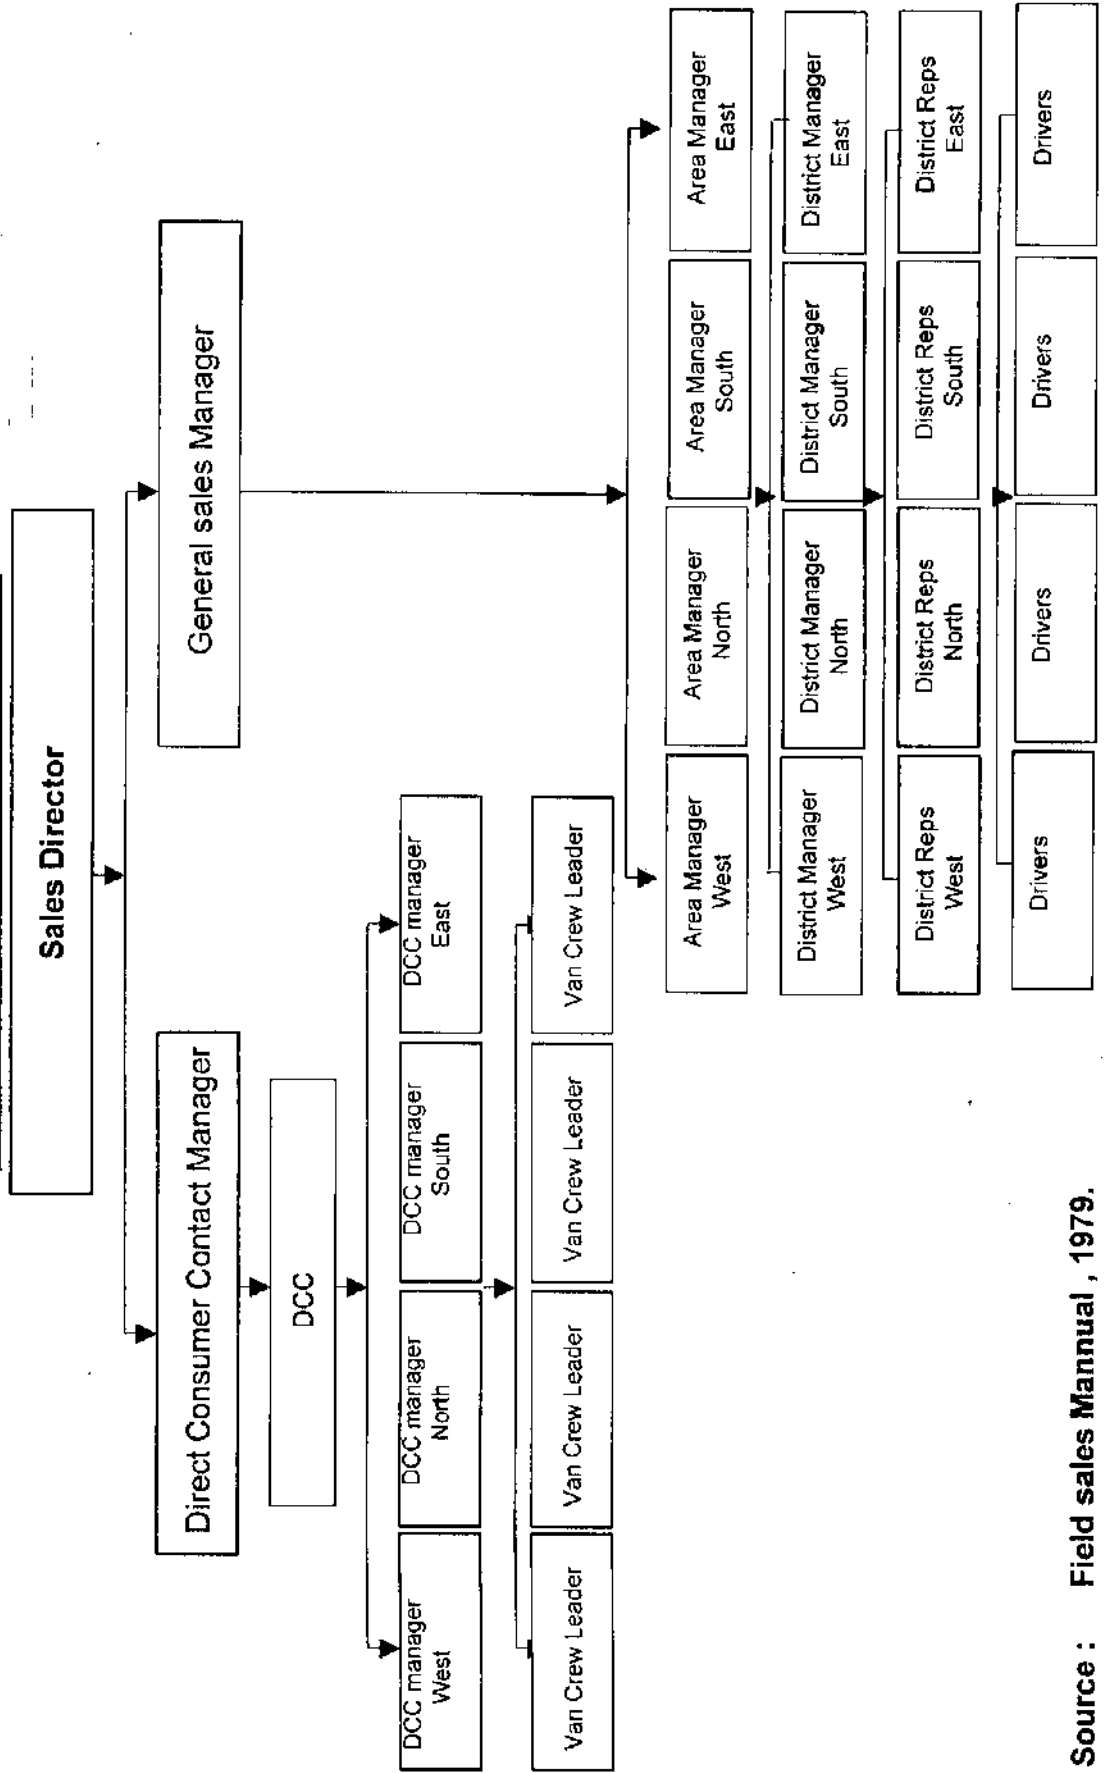 Sales Director
Direct Consumer Contact Manager
General sales Manager
DCC
DCC manager
West
DCC manager
North
DCC manager
South
DCC manager
East
Van Crew Leader
Van Crew Leader
Van Crew Leader
Van Crew Leader
Area Manager
West
Area Manager
North
Area Manager
South
Area Manager
East
District Manager
West
District Manager
North
District Manager
South
District Manager
East
District Reps
West
District Reps
North
District Reps
South
District Reps
East
Drivers
Drivers
Drivers
Drivers
Source : Field sales Mannual , 1979.